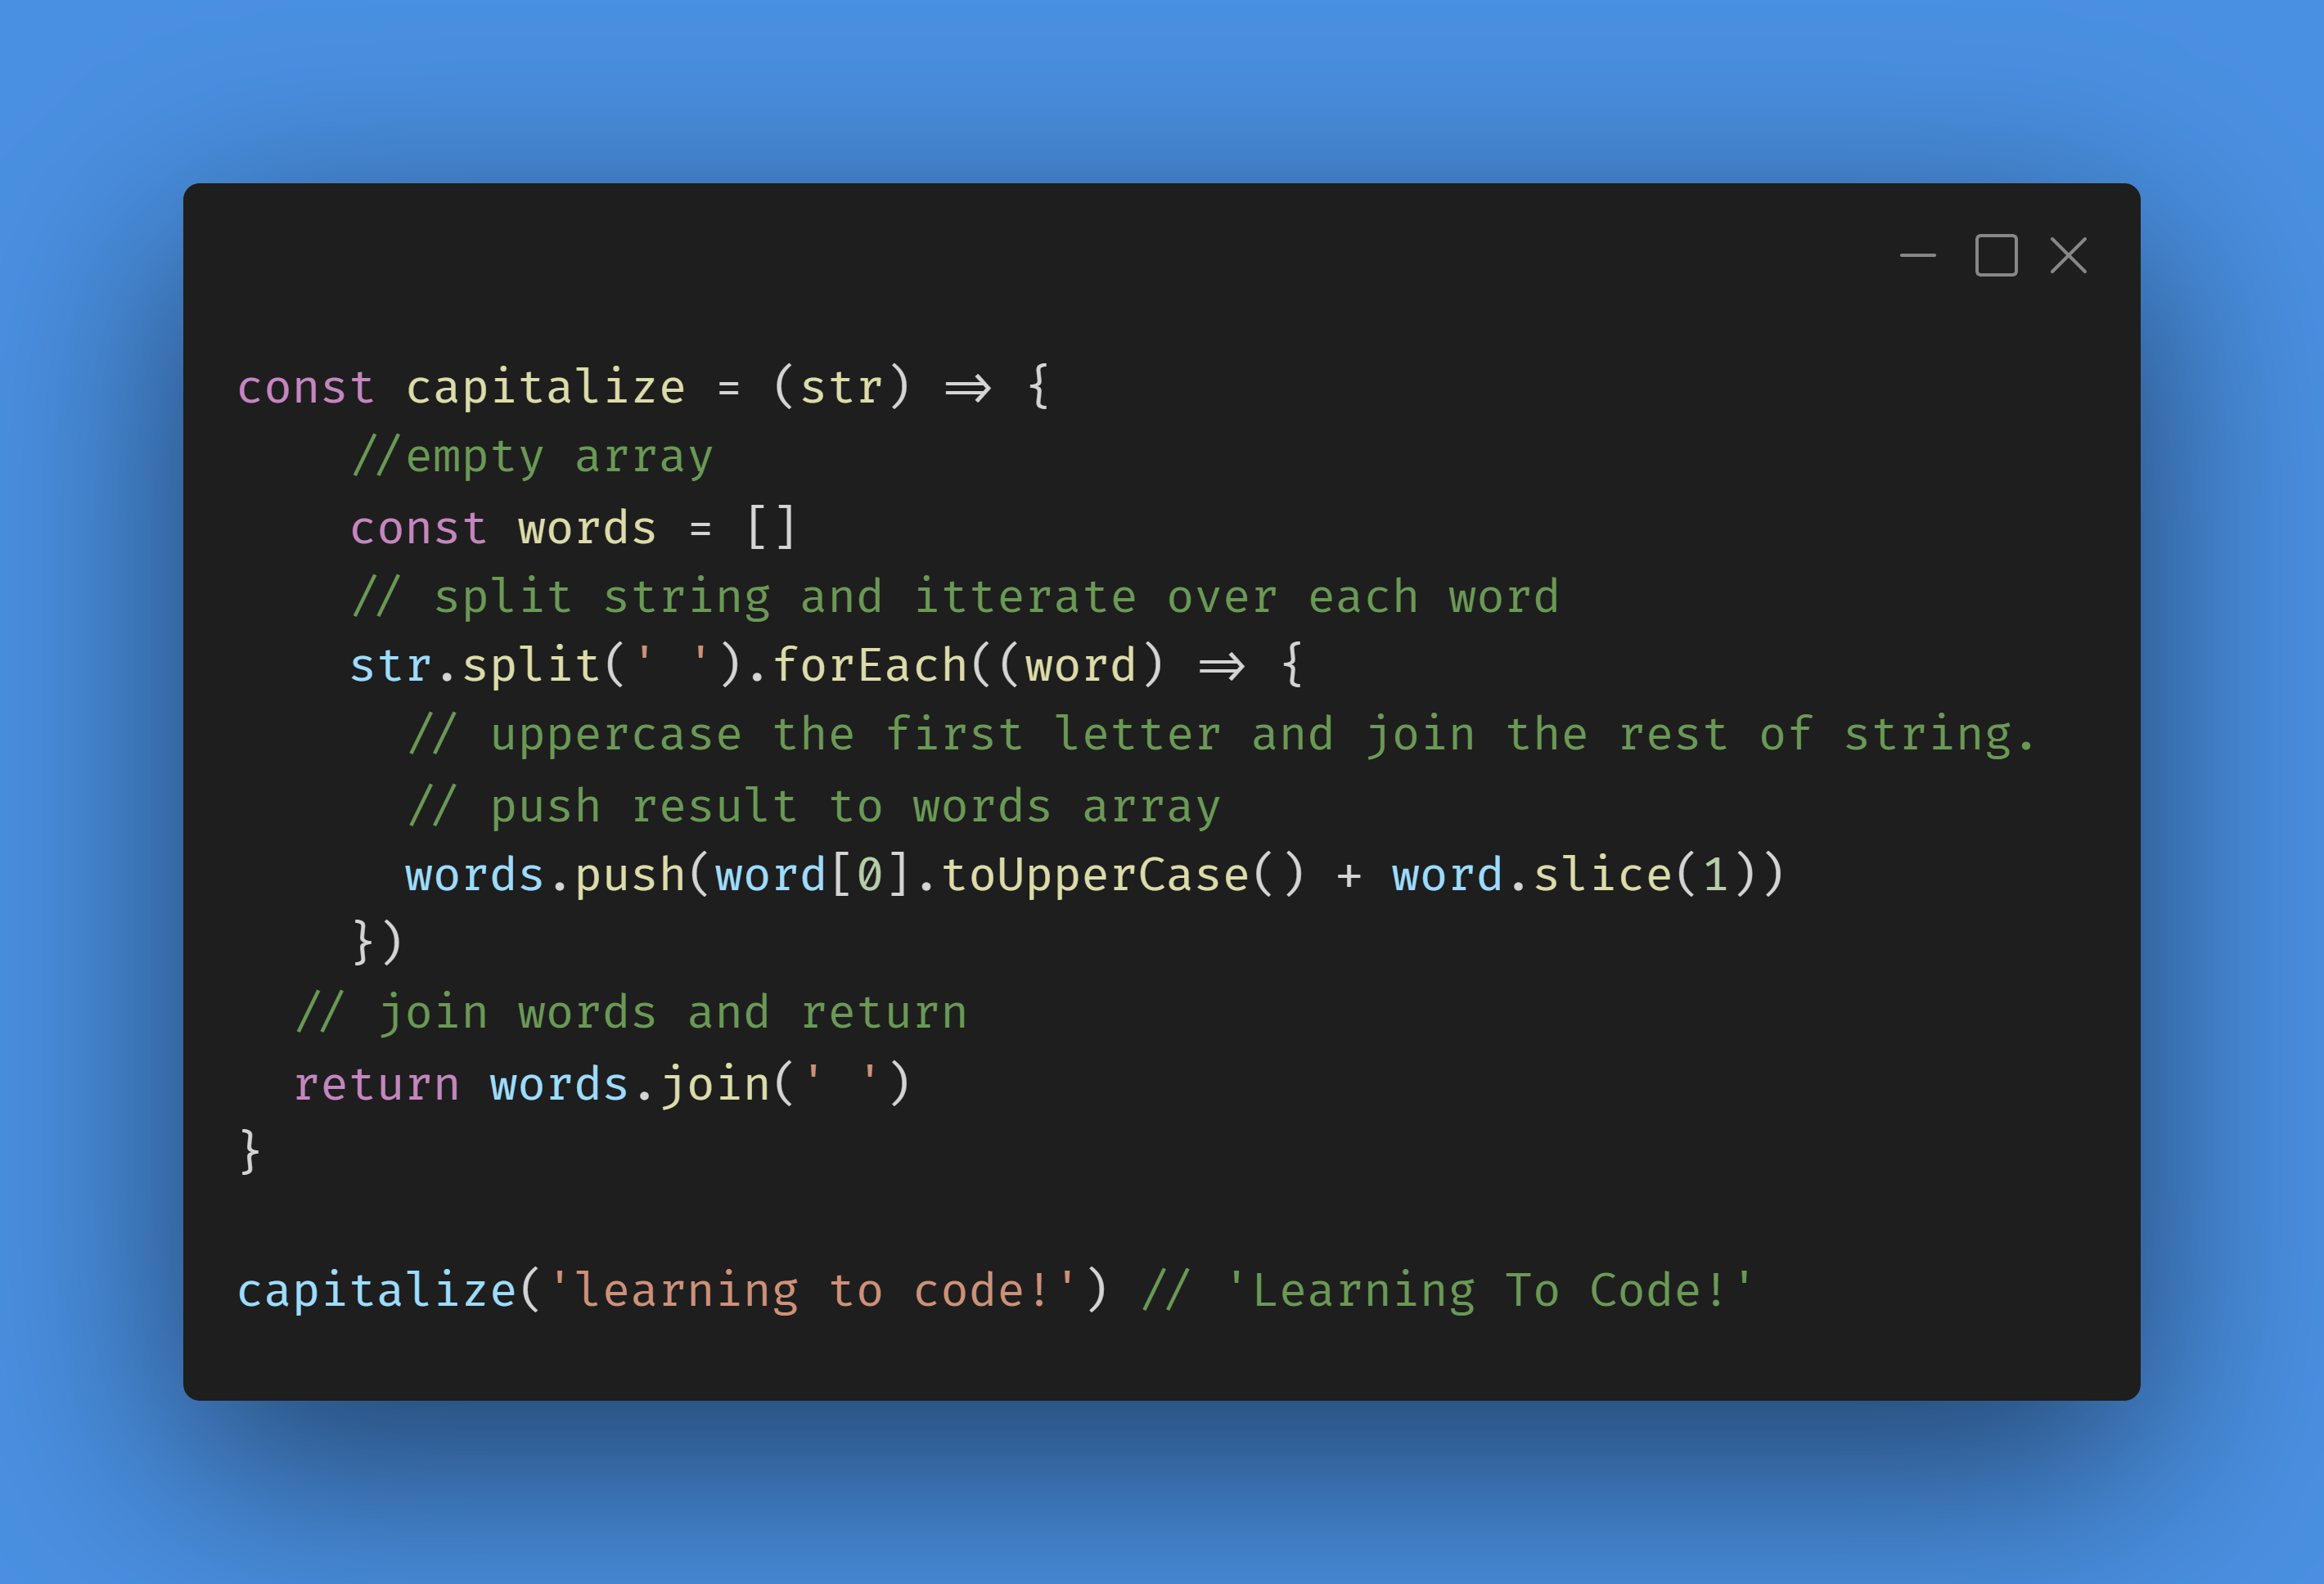 const capitalize = (str) => {
    //empty array
    const words = []
    // split string and itterate over each word
    str.split(' ').forEach((word) => {
      // uppercase the first letter and join the rest of string.
      // push result to words array
      words.push(word[0].toUpperCase() + word.slice(1))
    })
  // join words and return
  return words.join(' ')
}
capitalize('learning to code!') // 'Learning To Code!'